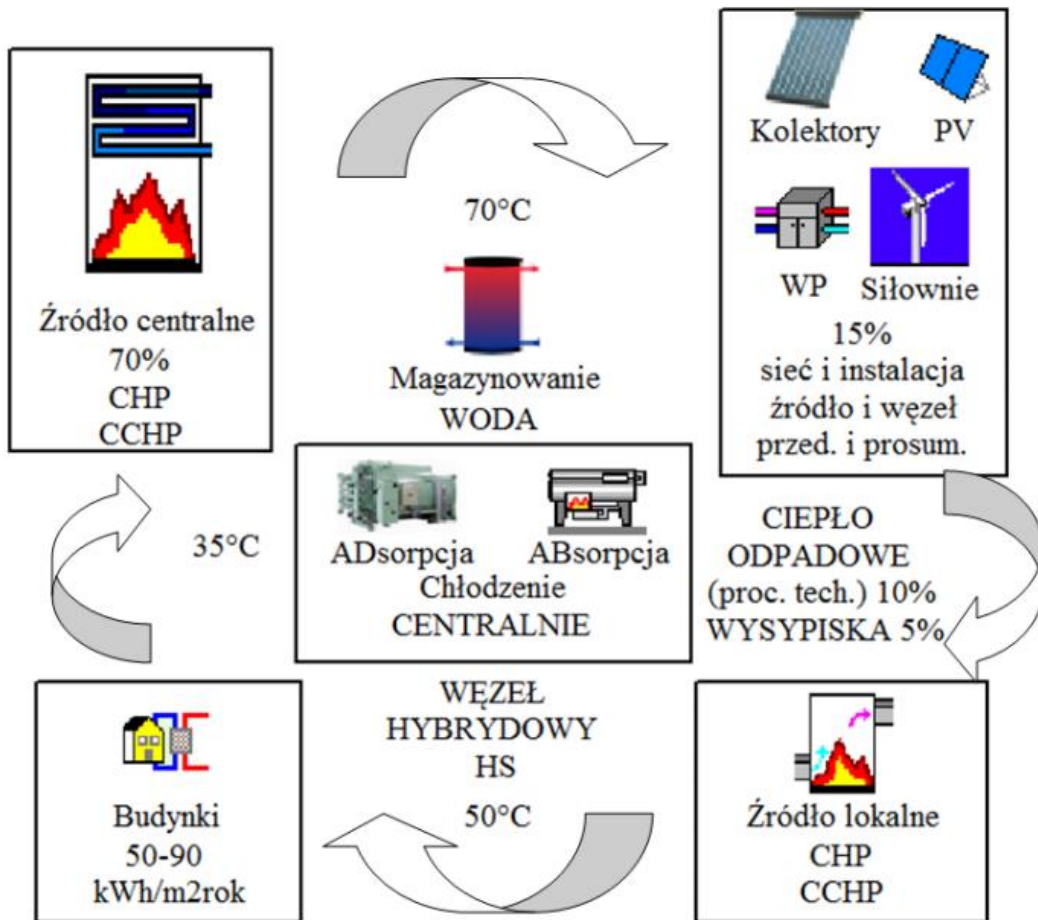 Źródło centralne
70%
CHP
CCHP
70°C
Magazynowanie
WODA
Kolektory
PV
WP
Siłownie
15%
sieć i instalacja
źródło i węzeł
przed. i prosum.
35°C
ADsorpcja
ABsorpcja
Chłodzenie
CENTRALNIE
CIEPŁO
ODPADOWE
(proc. tech.) 10%
WYSYPISKA 5%
WĘZEŁ
HYBRYDOWY
HS
50°C
Budynki
50-90
kWh/m2rok
Źródło lokalne
CHP
CCHP